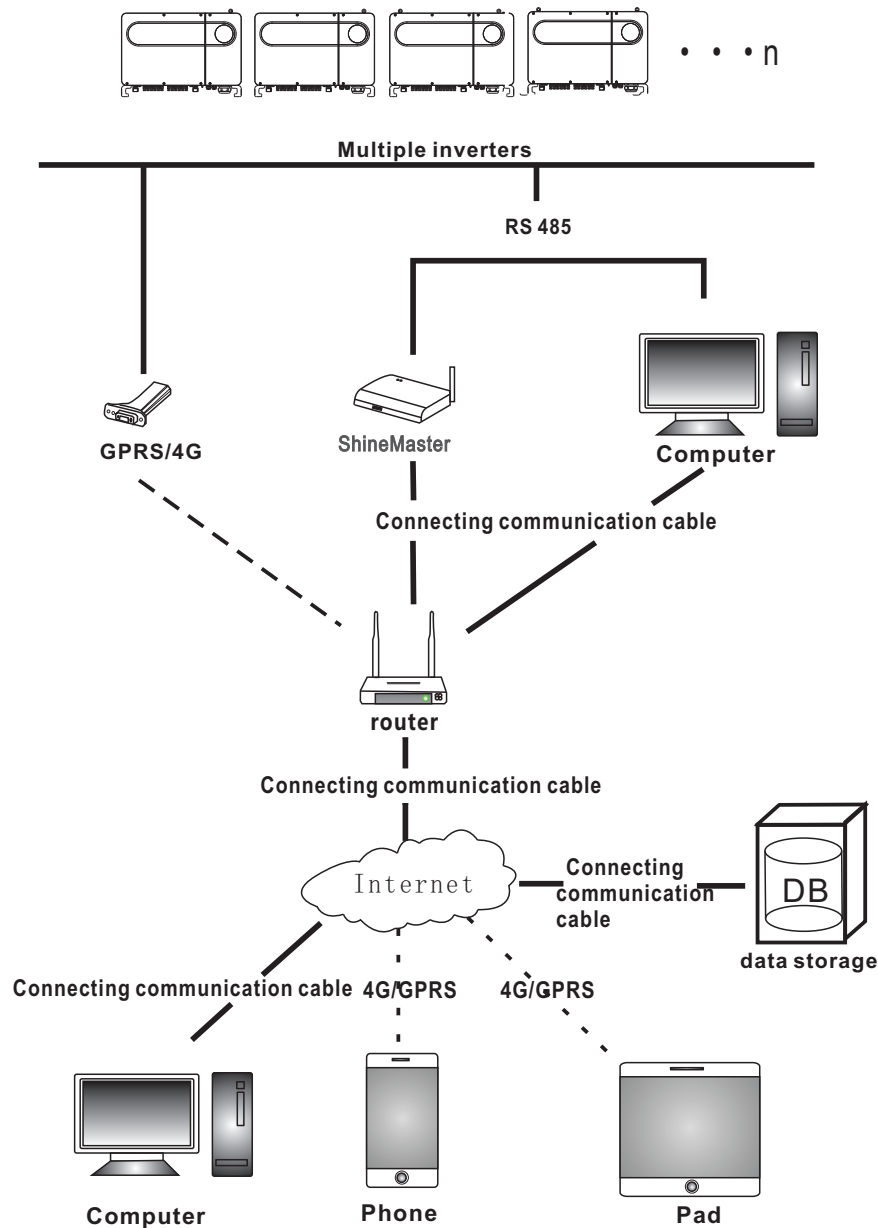 · · · n
Multiple inverters
RS 485
GPRS/4G
ShineMaster
Computer
Connecting communication cable
router
Connecting communication cable
Internet
Connecting
communication
cable
DB
data storage
Connecting communication cable
4G/GPRS
4G/GPRS
Computer
Phone
Pad